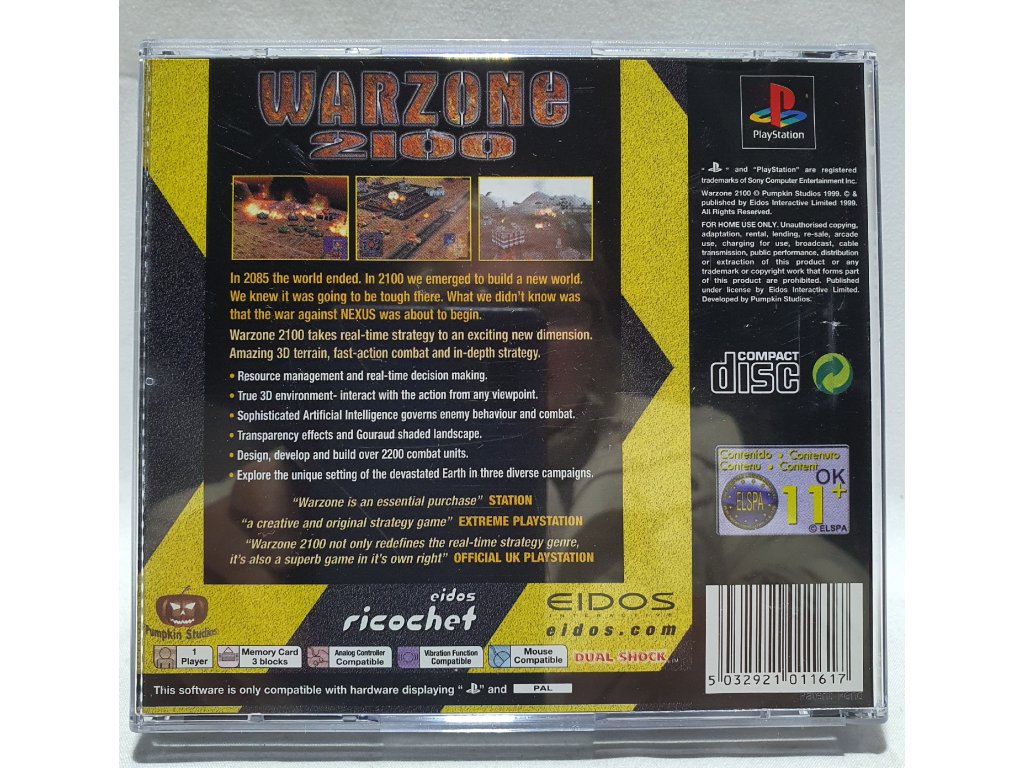 WARZONE
2100
In 2085 the world ended. In 2100 we emerged to build a new world.
We knew it was going to be tough there. What we didn't know was
that the war against NEXUS was about to begin.
Warzone 2100 takes real-time strategy to an exciting new dimension.
Amazing 3D terrain, fast-action combat and in-depth strategy.
• Resource management and real-time decision making.
• True 3D environment- interact with the action from any viewpoint.
• Sophisticated Artificial Intelligence governs enemy behaviour and combat.
• Transparency effects and Gouraud shaded landscape.
• Design, develop and build over 2200 combat units.
• Explore the unique setting of the devastated Earth in three diverse campaigns.
"Warzone is an essential purchase" STATION
"a creative and original strategy game" EXTREME PLAYSTATION
"Warzone 2100 not only redefines the real-time strategy genre,
it's also a superb game in it's own right" OFFICIAL UK PLAYSTATION
Pumpkin Studios
eidos
ricochet
EIDOS
INTERACTIVE
eidos.com
1
Player
Memory Card
3 blocks
Analog Controller
Compatible
Vibration Function
Compatible
Mouse
Compatible
DUAL SHOCK™
This software is only compatible with hardware displaying " " and PAL
PlayStation
" " and "PlayStation" are registered
trademarks of Sony Computer Entertainment Inc.
Warzone 2100 © Pumpkin Studios 1999. © &
published by Eidos Interactive Limited 1999.
All Rights Reserved.
FOR HOME USE ONLY. Unauthorised copying,
adaptation, rental, lending, re-sale, arcade
use, charging for use, broadcast, cable
transmission, public performance, distribution
or extraction of this product or any
trademark or copyright work that forms part
of this product are prohibited. Published
under license by Eidos Interactive Limited.
Developed by Pumpkin Studios.
COMPACT
disc
Contenido • Contenuto
Contenu • Content
ELSPA
11+
OK
© ELSPA
5 032921 011617